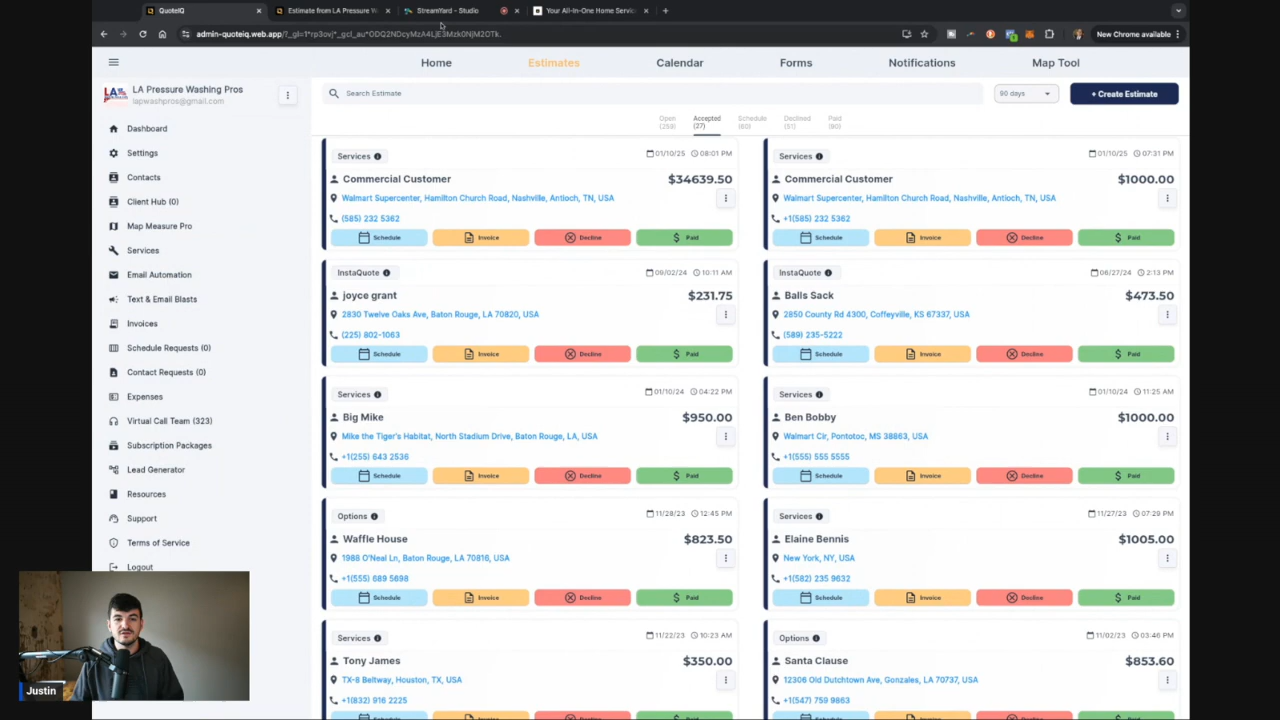 QuoteIQ
Estimate from LA Pressure W
StreamYard - Studio
Your All-In-One Home Servic
New Chrome available
Home
Estimates
Calendar
Forms
Notifications
Map Tool
LA Pressure Washing Pros
lapwashpros@gmail.com
Search Estimate
90 days
+ Create Estimate
Open
(259)
Accepted
(27)
Schedule
(60)
Declined
(51)
Paid
(90)
Dashboard
Settings
Contacts
Client Hub (0)
Map Measure Pro
Services
Email Automation
Text & Email Blasts
Invoices
Schedule Requests (0)
Contact Requests (0)
Expenses
Virtual Call Team (323)
Subscription Packages
Lead Generator
Resources
Support
Terms of Service
Logout
Services
01/10/25 08:01 PM
Commercial Customer
$34639.50
Walmart Supercenter, Hamilton Church Road, Nashville, Antioch, TN, USA
(585) 232 5362
Schedule Invoice Decline Paid
Services
01/10/25 07:31 PM
Commercial Customer
$1000.00
Walmart Supercenter, Hamilton Church Road, Nashville, Antioch, TN, USA
+1(585) 232 5362
Schedule Invoice Decline Paid
InstaQuote
09/02/24 10:11 AM
joyce grant
$231.75
2830 Twelve Oaks Ave, Baton Rouge, LA 70820, USA
(225) 802-1063
Schedule Invoice Decline Paid
InstaQuote
06/27/24 2:13 PM
Balls Sack
$473.50
2850 County Rd 4300, Coffeyville, KS 67337, USA
(589) 235-5222
Schedule Invoice Decline Paid
Services
01/10/24 04:22 PM
Big Mike
$950.00
Mike the Tiger's Habitat, North Stadium Drive, Baton Rouge, LA, USA
+1(255) 643 2536
Schedule Invoice Decline Paid
Services
01/10/24 11:25 AM
Ben Bobby
$1000.00
Walmart Cir, Pontotoc, MS 38863, USA
+1(555) 555 5555
Schedule Invoice Decline Paid
Options
11/28/23 12:45 PM
Waffle House
$823.50
1988 O'Neal Ln, Baton Rouge, LA 70816, USA
+1(555) 689 5698
Schedule Invoice Decline Paid
Services
11/27/23 07:29 PM
Elaine Bennis
$1005.00
New York, NY, USA
+1(582) 235 9632
Schedule Invoice Decline Paid
Services
11/22/23 10:23 AM
Tony James
$350.00
TX-8 Beltway, Houston, TX, USA
+1(832) 916 2225
Options
11/02/23 03:46 PM
Santa Clause
$853.60
12306 Old Dutchtown Ave, Gonzales, LA 70737, USA
+1(547) 759 9863
Justin